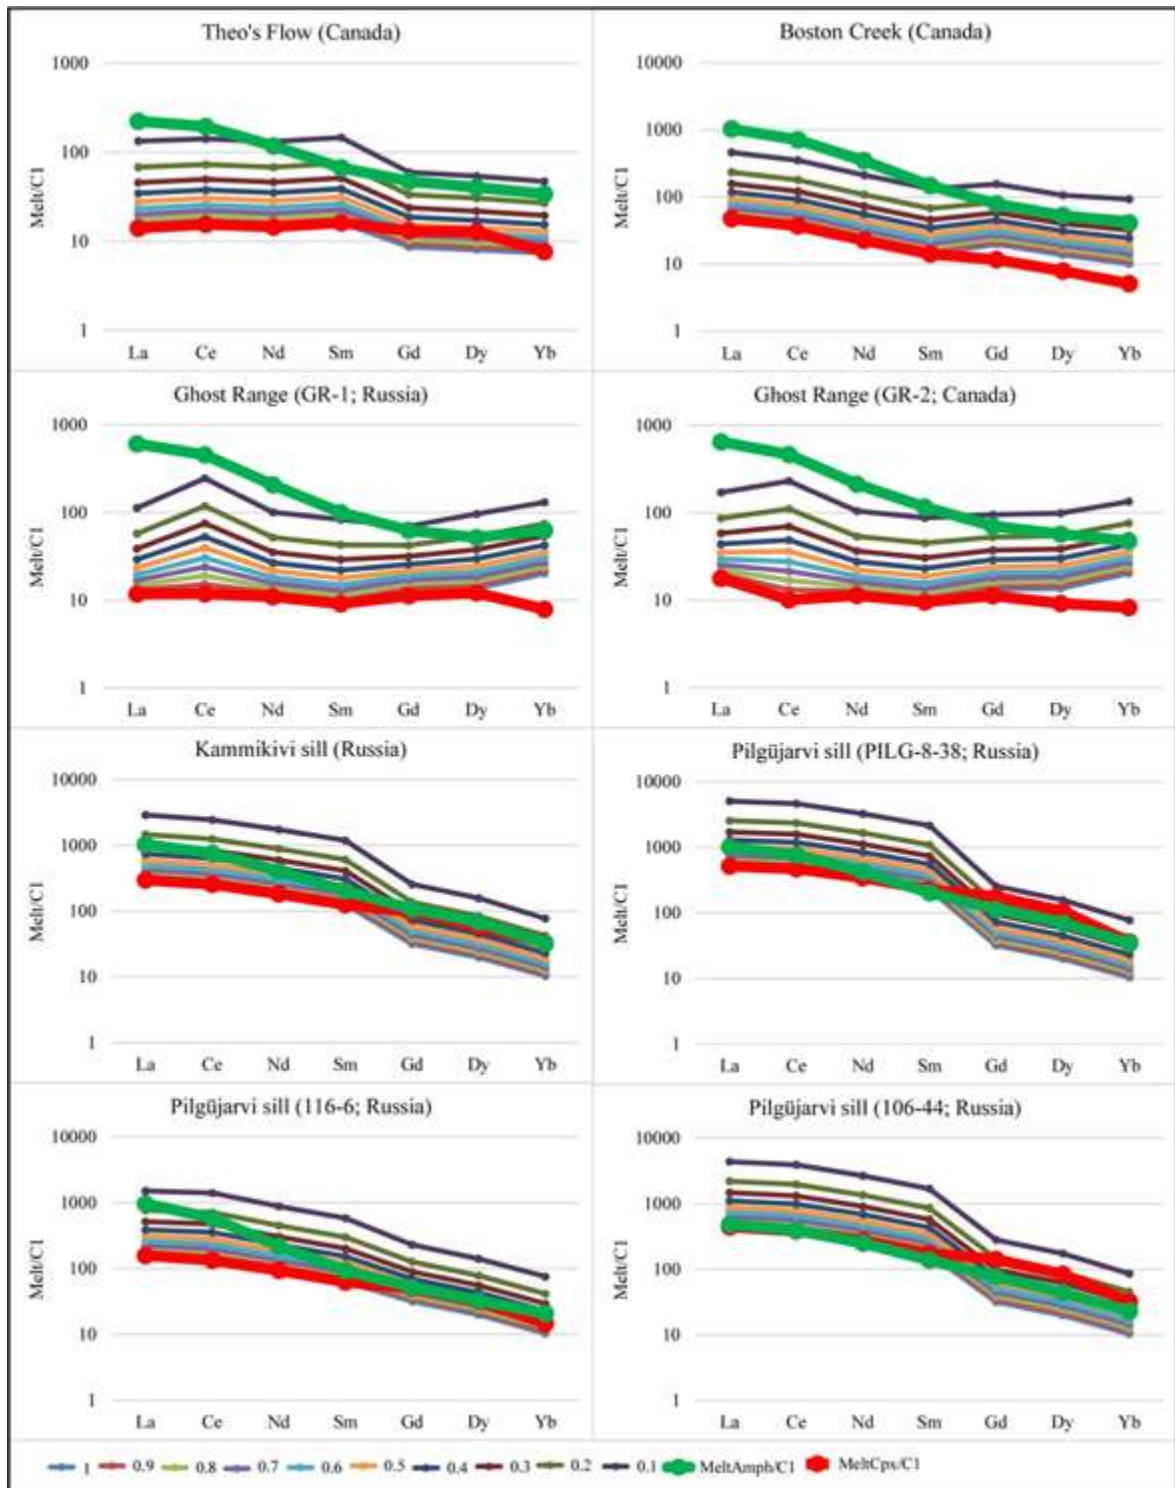 Theo's Flow (Canada)
1000
100
10
1
Melt/C1
La Ce Nd Sm Gd Dy Yb
Boston Creek (Canada)
10000
1000
100
10
1
Melt/C1
La Ce Nd Sm Gd Dy Yb
Ghost Range (GR-1; Russia)
1000
100
10
1
Melt/C1
La Ce Nd Sm Gd Dy Yb
Ghost Range (GR-2; Canada)
1000
100
10
1
Melt/C1
La Ce Nd Sm Gd Dy Yb
Kammikivi sill (Russia)
10000
1000
100
10
1
Melt/C1
La Ce Nd Sm Gd Dy Yb
Pilgüjarvi sill (PILG-8-38; Russia)
10000
1000
100
10
1
Melt/C1
La Ce Nd Sm Gd Dy Yb
Pilgüjarvi sill (116-6; Russia)
10000
1000
100
10
1
Melt/C1
La Ce Nd Sm Gd Dy Yb
Pilgüjarvi sill (106-44; Russia)
10000
1000
100
10
1
Melt/C1
La Ce Nd Sm Gd Dy Yb
1 0.9 0.8 0.7 0.6 0.5 0.4 0.3 0.2 0.1 MeltAmph/C1 MeltCpx/C1